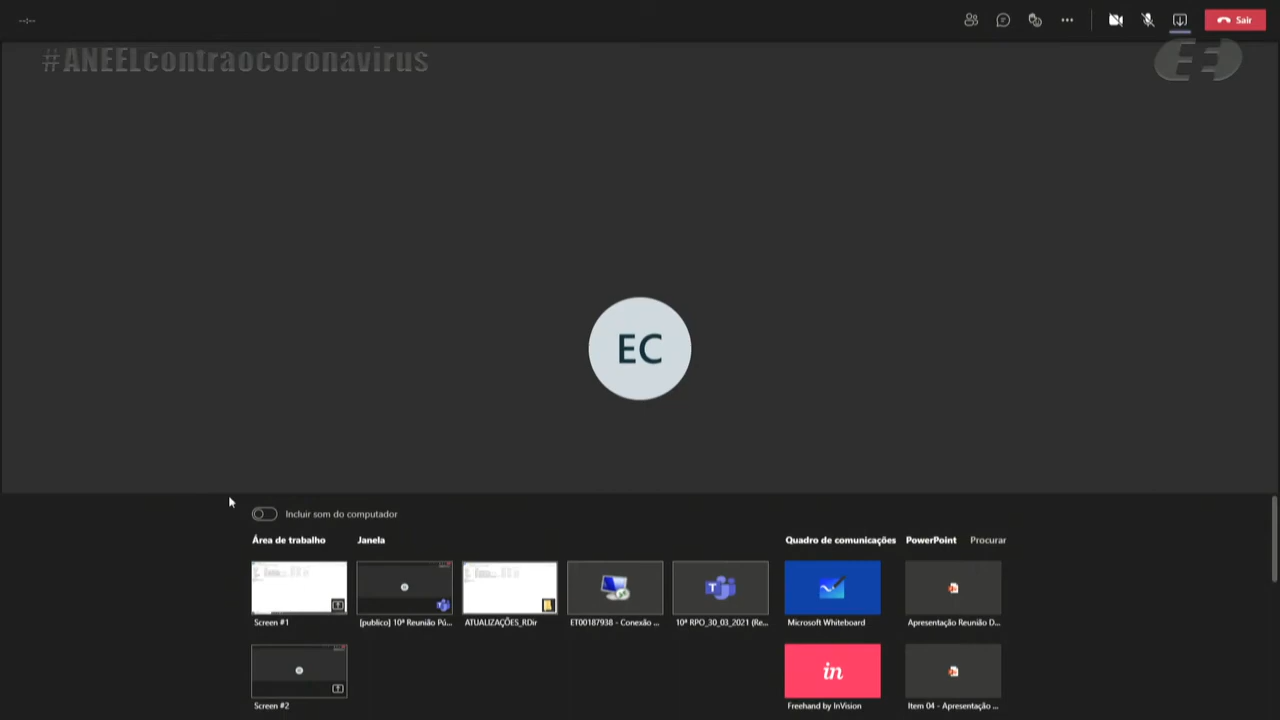 Sair
#ANEELcontraocoronavirus
EC
Incluir som do computador
Área de trabalho
Janela
Quadro de comunicações
PowerPoint
Procurar
Screen #1
[publico] 10ª Reunião Pú...
ATUALIZAÇÕES_RDir
ET00187938 - Conexão ...
10ª RPO_30_03_2021 (Re...
Microsoft Whiteboard
Apresentação Reunião D...
in
Screen #2
Freehand by InVision
Item 04 - Apresentação ...